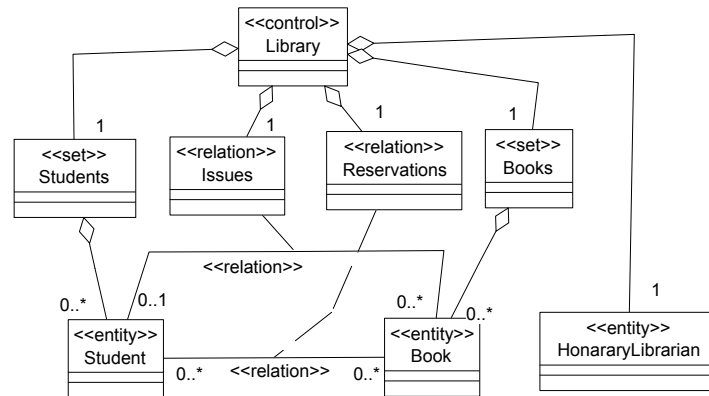 <<control>>
Library
1
1
1
1
<<set>>
Students
<<relation>>
Issues
<<relation>>
Reservations
<<set>>
Books
<<relation>>
0..*
0..1
0..*
0..*
1
<<entity>>
Student
<<entity>>
Book
<<entity>>
HonararyLibrarian
0..*
<<relation>>
0..*